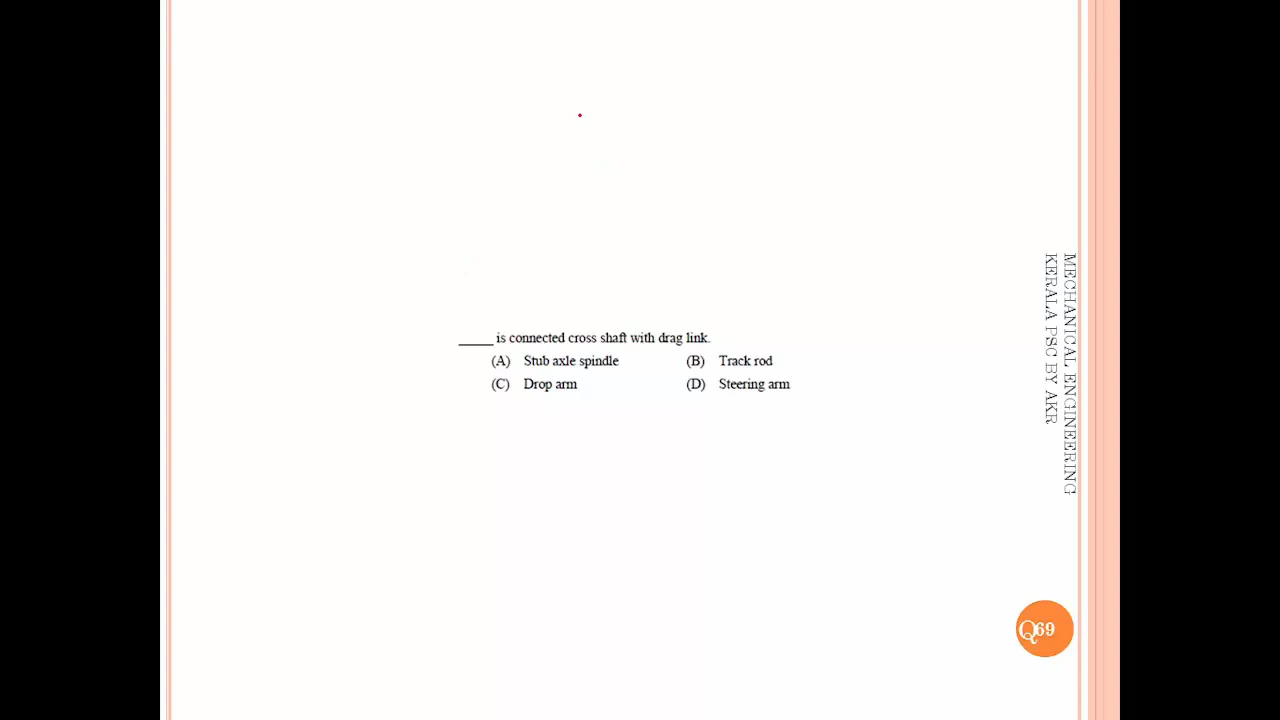 _____ is connected cross shaft with drag link.
(A) Stub axle spindle (B) Track rod
(C) Drop arm (D) Steering arm
MECHANICAL ENGINEERING
KERALA PSC BY AKR
Q69